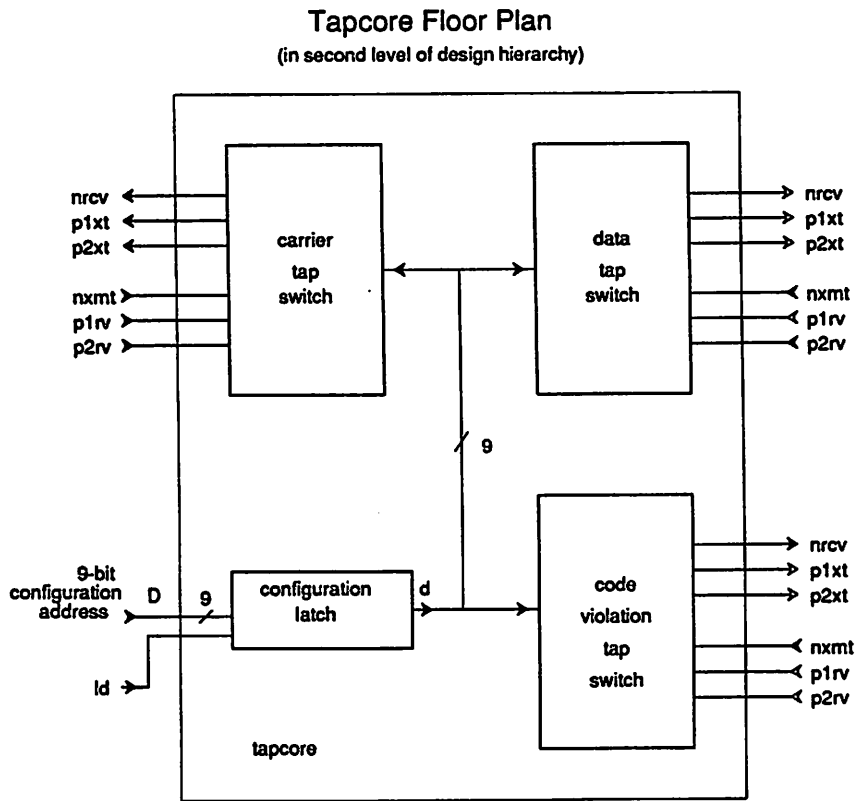 Tapcore Floor Plan
(in second level of design hierarchy)
nrcv
p1xt
p2xt
nxmt
p1rv
p2rv
carrier
tap
switch
data
tap
switch
nrcv
p1xt
p2xt
nxmt
p1rv
p2rv
9
9-bit
configuration
address
D
9
ld
configuration
latch
d
code
violation
tap
switch
nrcv
p1xt
p2xt
nxmt
p1rv
p2rv
tapcore